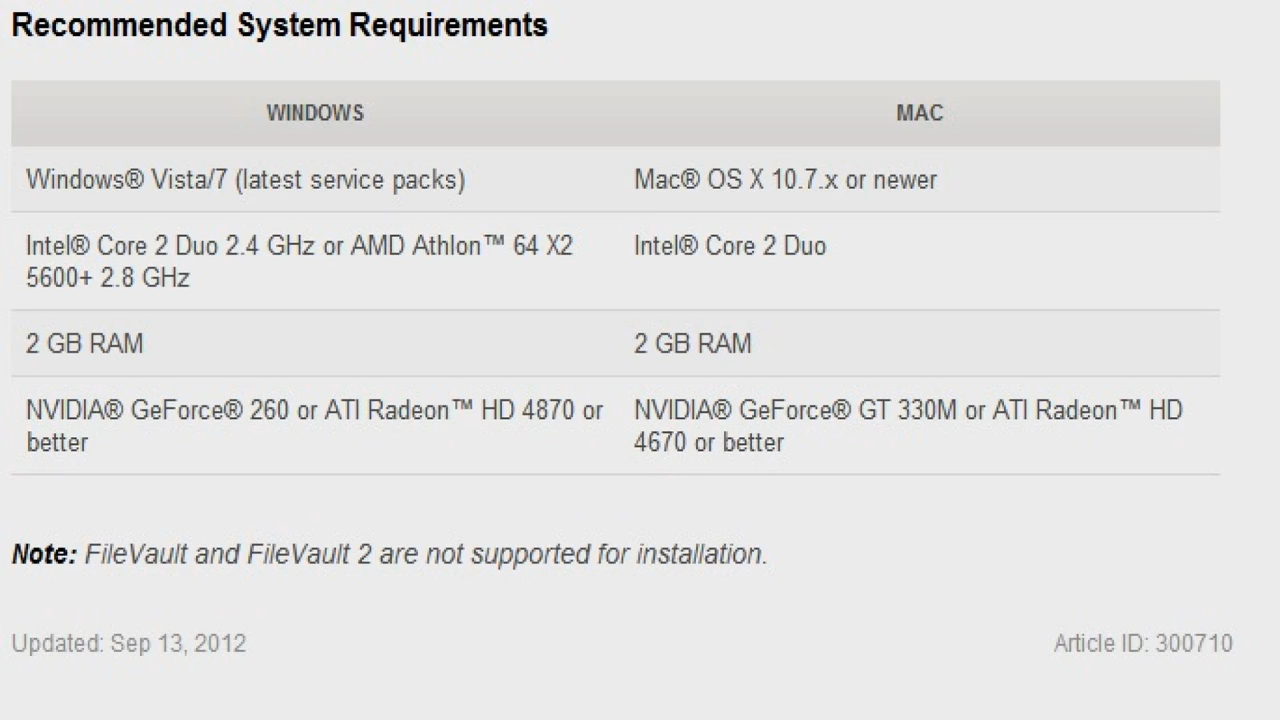 Recommended System Requirements
WINDOWS MAC
Windows® Vista/7 (latest service packs) Mac® OS X 10.7.x or newer
Intel® Core 2 Duo 2.4 GHz or AMD Athlon™ 64 X2 Intel® Core 2 Duo
5600+ 2.8 GHz
2 GB RAM 2 GB RAM
NVIDIA® GeForce® 260 or ATI Radeon™ HD 4870 or NVIDIA® GeForce® GT 330M or ATI Radeon™ HD
better 4670 or better
Note: FileVault and FileVault 2 are not supported for installation.
Updated: Sep 13, 2012 Article ID: 300710